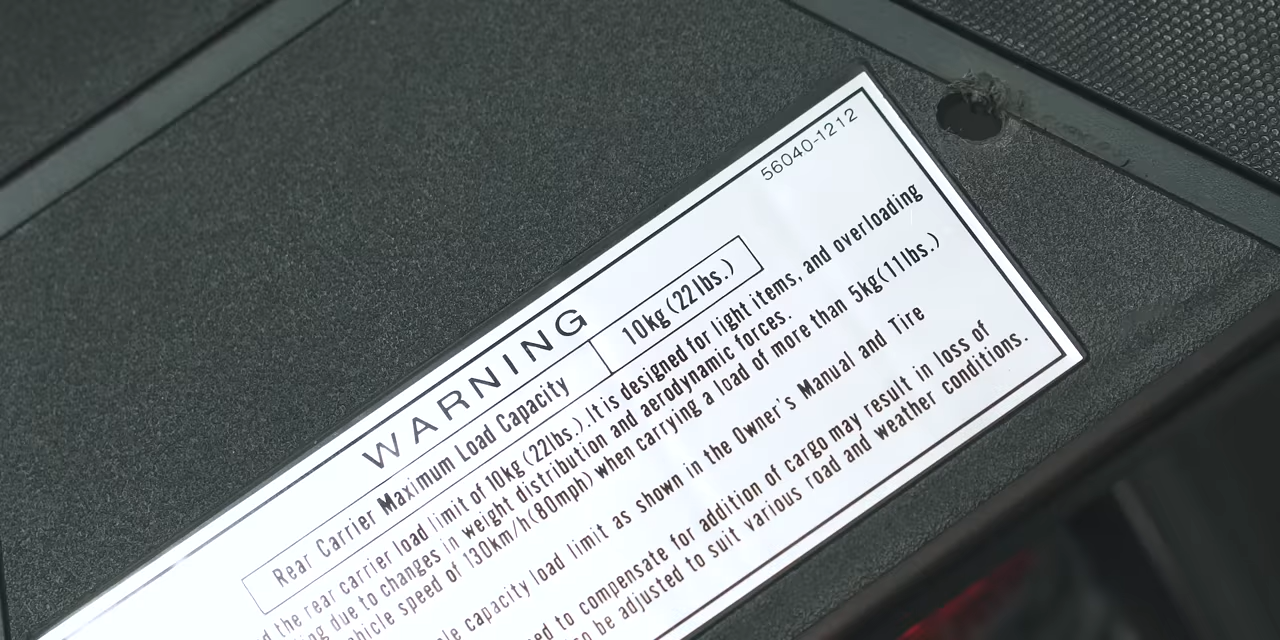 56040-1212
WARNING
Rear Carrier Maximum Load Capacity 10kg (22lbs.)
the rear carrier load limit of 10kg (22lbs.). It is designed for light items, and overloading
due to changes in weight distribution and aerodynamic forces.
speed of 130km/h(80mph) when carrying a load of more than 5kg(11lbs.)
capacity load limit as shown in the Owner's Manual and Tire
to compensate for addition of cargo may result in loss of
be adjusted to suit various road and weather conditions.